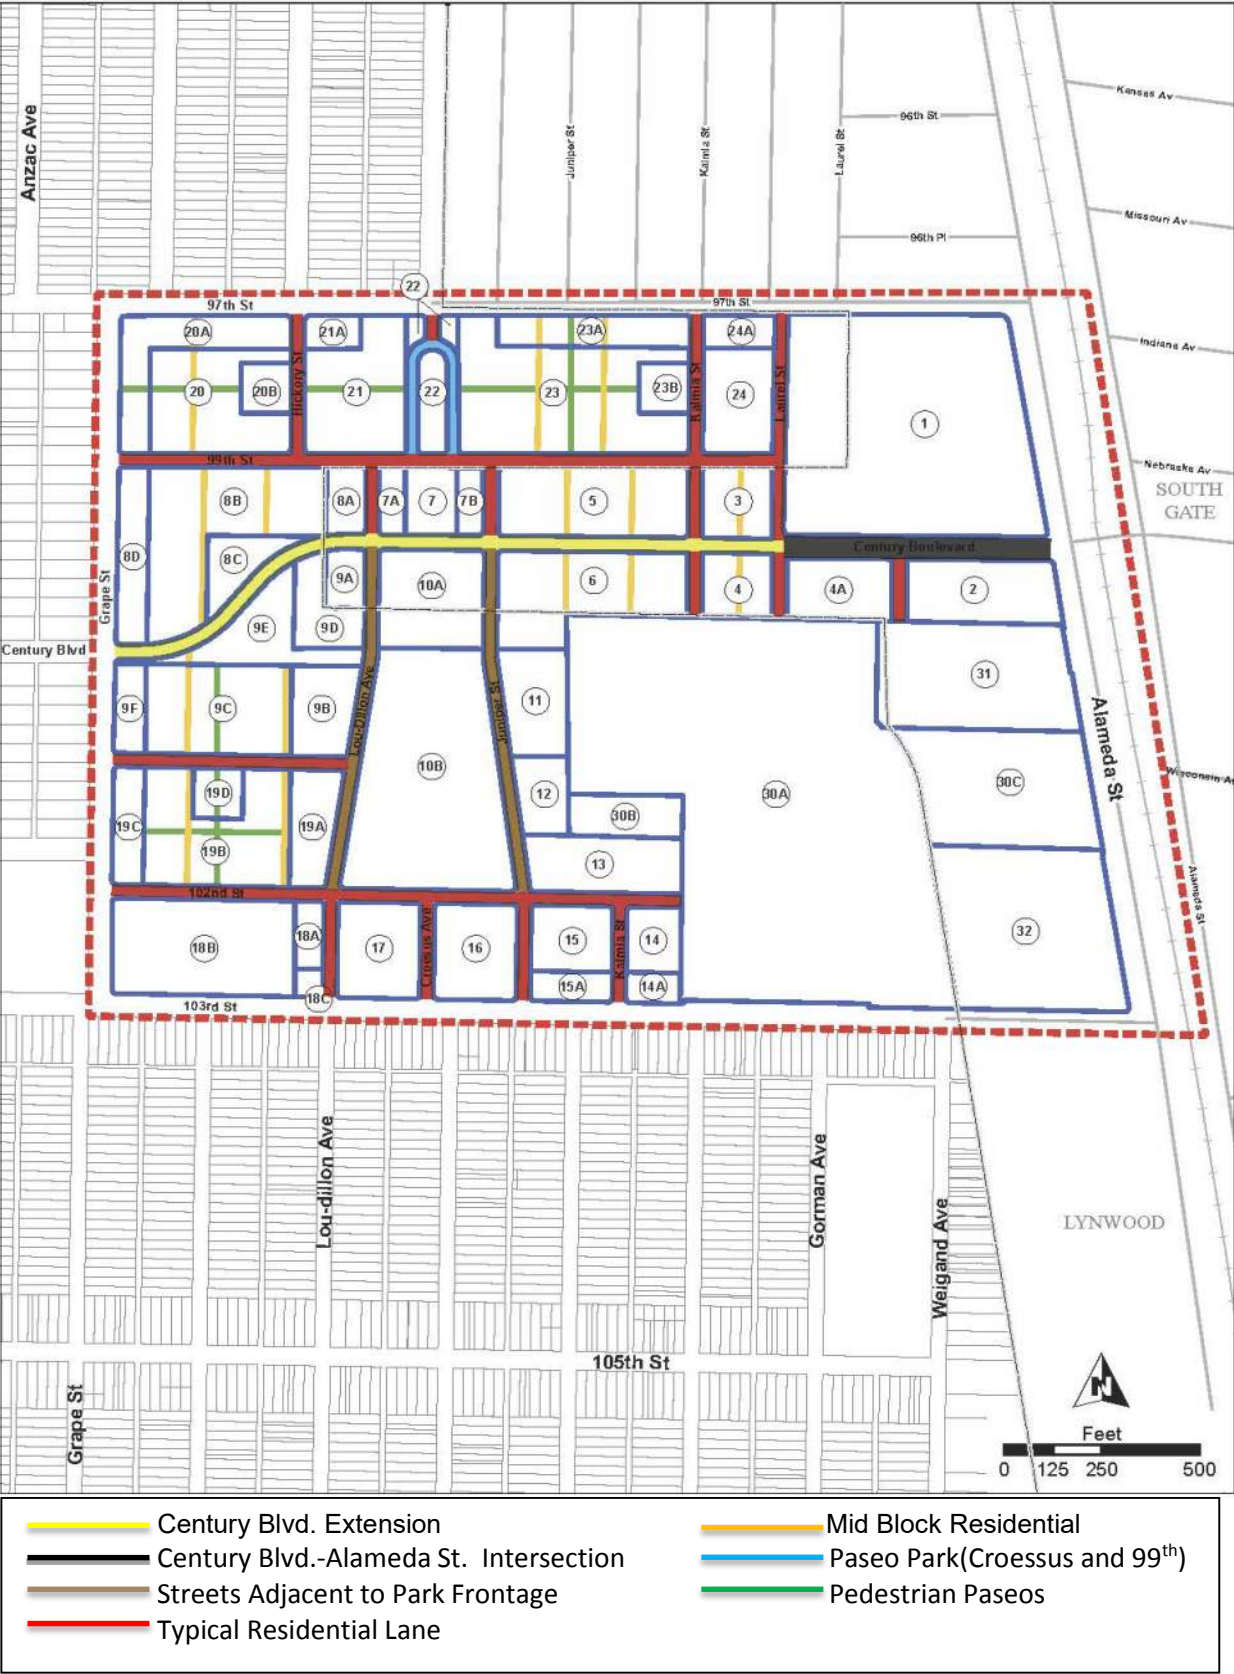 Anzac Ave
Juniper St
Kalmia St
Laurel St
96th St
96th Pl
Kansas Av
Missouri Av
Indiana Av
Nebraska Av
SOUTH
GATE
Wisconsin Av
22
97th St
97th St
20A
21A
23A
24A
Hickory St
Kalmia St
Laurel St
20
20B
21
22
23
23B
24
1
99th St
8B
8A
7A
7
7B
5
3
8D
8C
Century Boulevard
Grape St
9A
10A
6
4
4A
2
9E
9D
Century Blvd
31
9F
9C
9B
Lou-Dillon Ave
Juniper St
11
Alameda St
10B
30A
30C
19D
12
30B
19C
19A
19B
13
Alameda St
102nd St
18B
18A
17
Croesus Ave
16
15
Kalmia St
14
32
15A
14A
18C
103rd St
Lou-dillon Ave
Gorman Ave
Weigand Ave
LYNWOOD
105th St
Grape St
N
Feet
0 125 250 500
Century Blvd. Extension
Century Blvd.-Alameda St. Intersection
Streets Adjacent to Park Frontage
Typical Residential Lane
Mid Block Residential
Paseo Park(Croessus and 99th)
Pedestrian Paseos